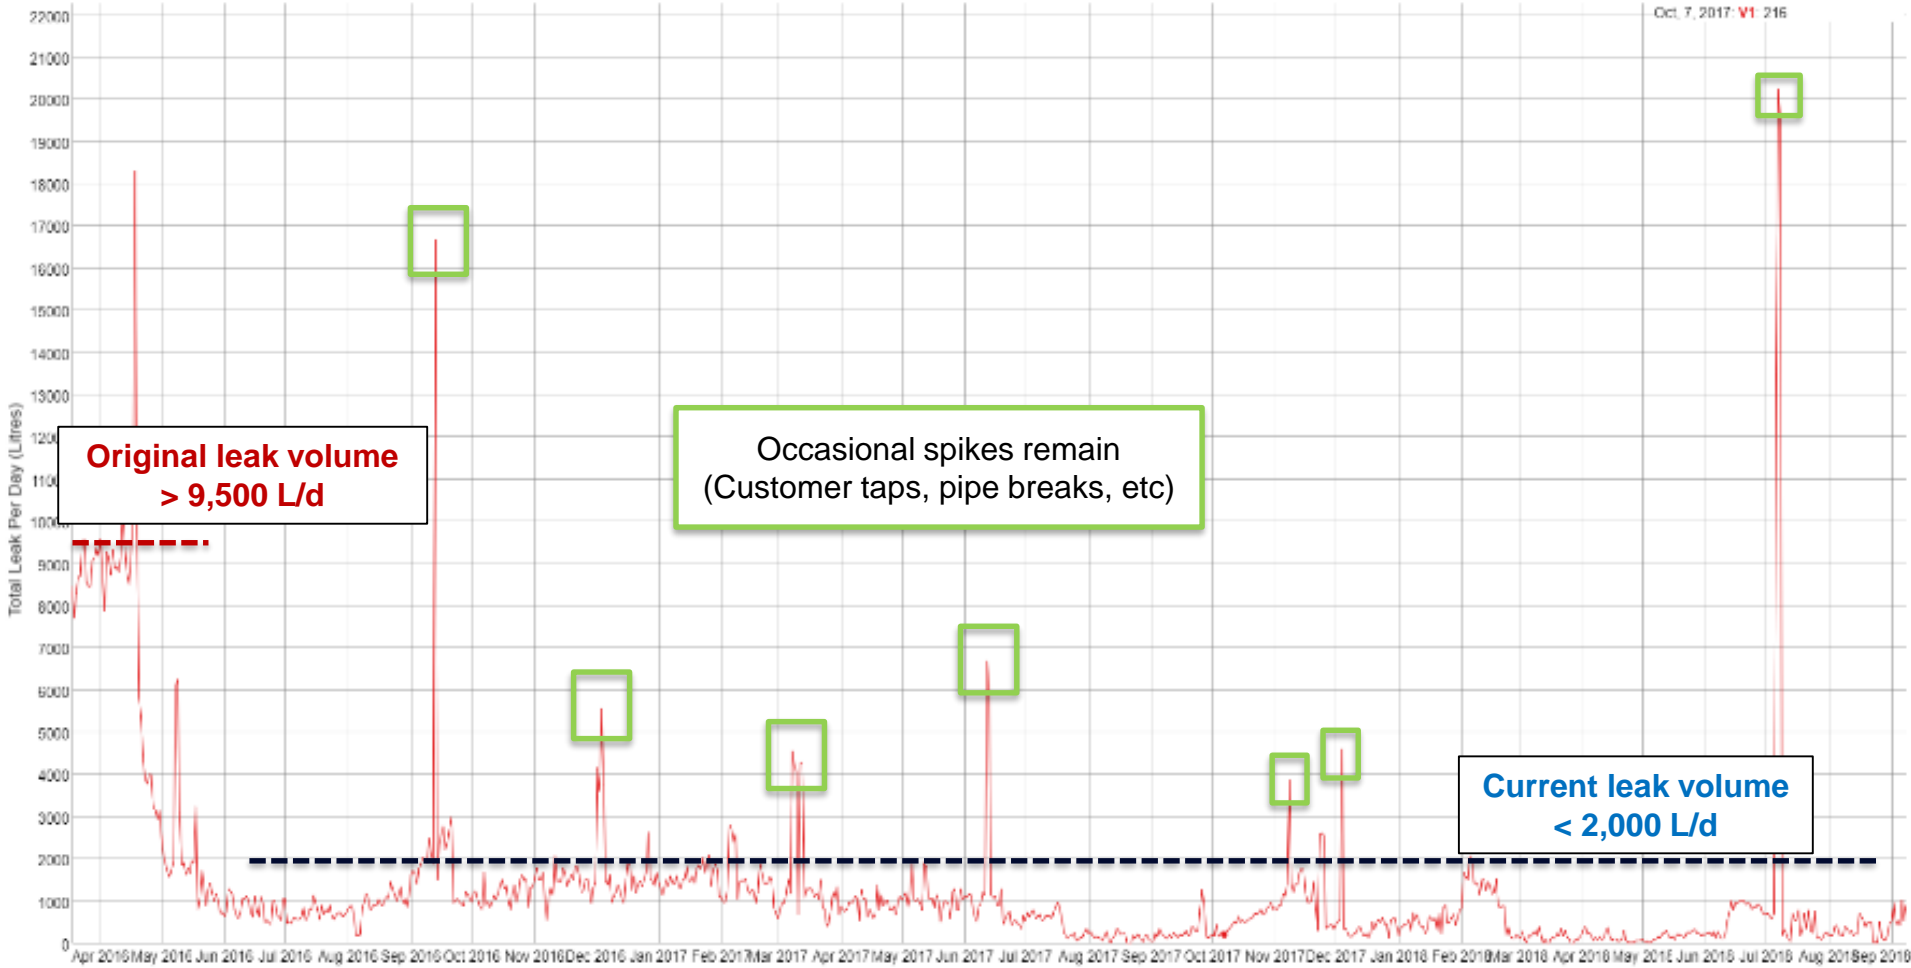 Oct, 7, 2017: V1: 216
22000
21000
20000
19000
18000
17000
16000
15000
14000
13000
1200
1100
1000
9000
8000
7000
6000
5000
4000
3000
2000
1000
0
Total Leak Per Day (Litres)
Original leak volume
> 9,500 L/d
Occasional spikes remain
(Customer taps, pipe breaks, etc)
Current leak volume
< 2,000 L/d
Apr 2016 May 2016 Jun 2016 Jul 2016 Aug 2016 Sep 2016 Oct 2016 Nov 2016 Dec 2016 Jan 2017 Feb 2017 Mar 2017 Apr 2017 May 2017 Jun 2017 Jul 2017 Aug 2017 Sep 2017 Oct 2017 Nov 2017 Dec 2017 Jan 2018 Feb 2018 Mar 2018 Apr 2018 May 2018 Jun 2018 Jul 2018 Aug 2018 Sep 2018